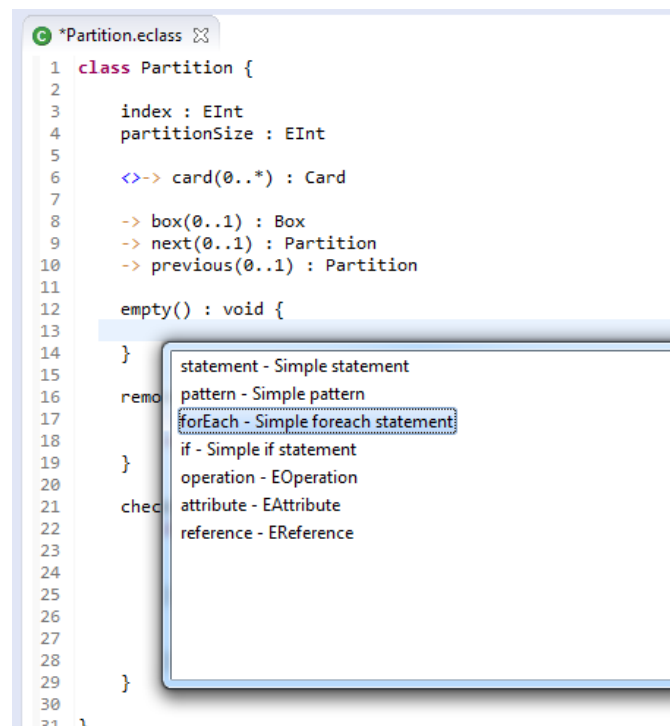 C *Partition.eclass
1 class Partition {
2
3 index : EInt
4 partitionSize : EInt
5
6 <>-> card(0..*) : Card
7
8 -> box(0..1) : Box
9 -> next(0..1) : Partition
10 -> previous(0..1) : Partition
11
12 empty() : void {
13
14 }
statement - Simple statement
pattern - Simple pattern
forEach - Simple foreach statement
if - Simple if statement
operation - EOperation
attribute - EAttribute
reference - EReference
15
16 remo
17
18
19 }
20
21 chec
22
23
24
25
26
27
28
29 }
30
31 }